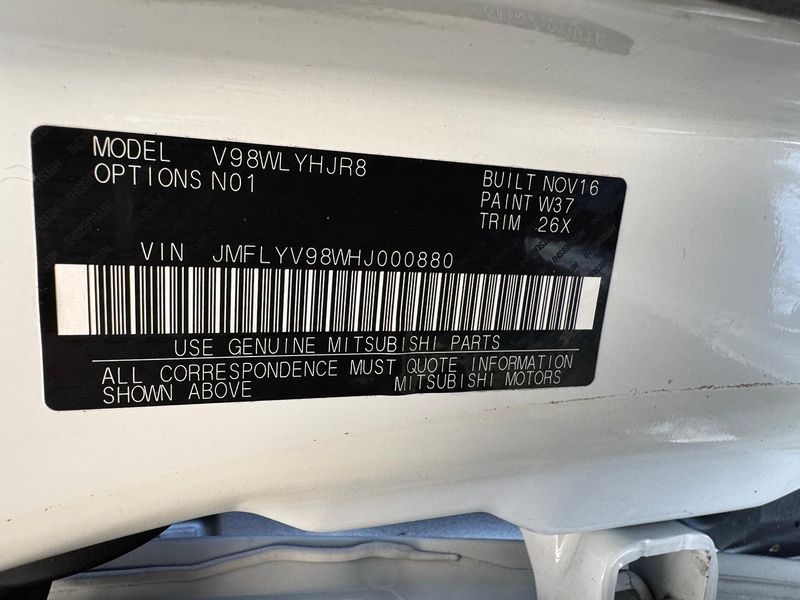 MODEL V98WLYHJR8
OPTIONS N01
BUILT NOV16
PAINT W37
TRIM 26X
VIN JMFLYV98WHJ000880
USE GENUINE MITSUBISHI PARTS
ALL CORRESPONDENCE MUST QUOTE INFORMATION
SHOWN ABOVE MITSUBISHI MOTORS